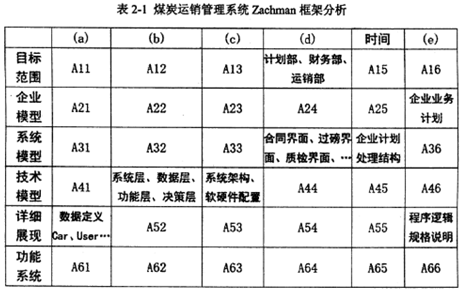 表 2-1 煤炭运销管理系统 Zachman 框架分析
(a) (b) (c) (d) 时间 (e)
目标范围 A11 A12 A13 计划部、财务部、运销部 A15 A16
企业模型 A21 A22 A23 A24 A25 企业业务计划
系统模型 A31 A32 A33 合同界面、过磅界面、质检界面、… 企业计划处理结构 A36
技术模型 A41 系统层、数据层、功能层、决策层 系统架构、软硬件配置 A44 A45 A46
详细展现 数据定义 Car、User… A52 A53 A54 A55 程序逻辑规格说明
功能系统 A61 A62 A63 A64 A65 A66